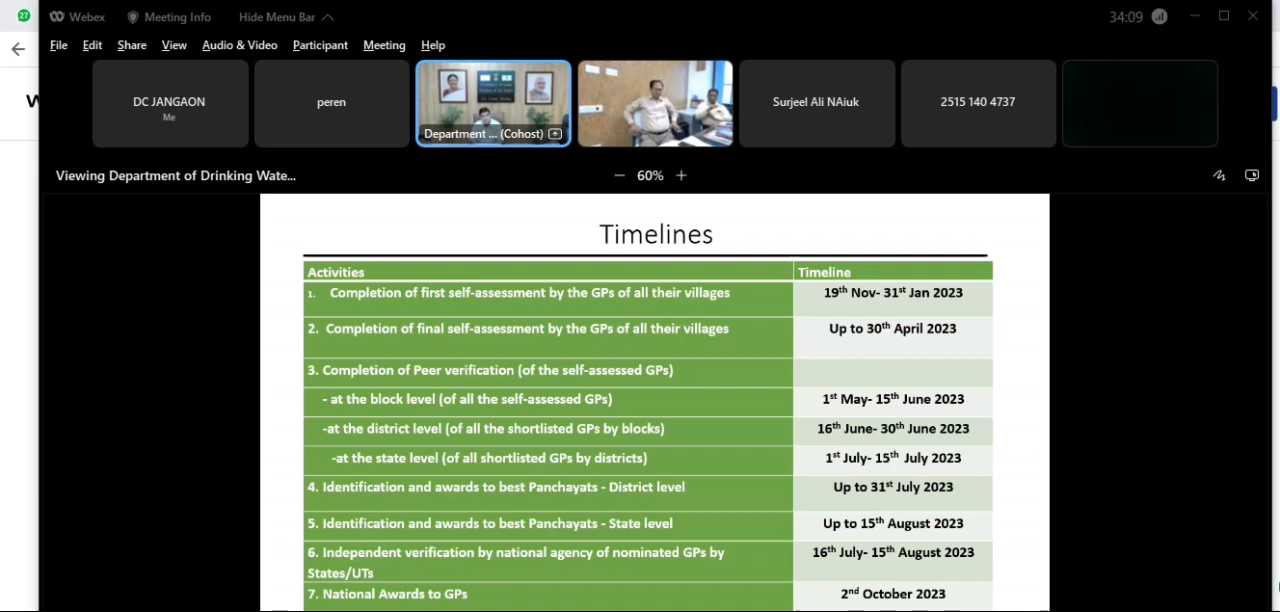 27
Webex
Meeting Info
Hide Menu Bar
34:09
File Edit Share View Audio & Video Participant Meeting Help
DC JANGAON
Me
peren
Department ... (Cohost)
Surjeel Ali NAiuk
2515 140 4737
Viewing Department of Drinking Wate...
60%
Timelines
Activities Timeline
1. Completion of first self-assessment by the GPs of all their villages 19th Nov- 31st Jan 2023
2. Completion of final self-assessment by the GPs of all their villages Up to 30th April 2023
3. Completion of Peer verification (of the self-assessed GPs)
- at the block level (of all the self-assessed GPs) 1st May- 15th June 2023
-at the district level (of all the shortlisted GPs by blocks) 16th June- 30th June 2023
-at the state level (of all shortlisted GPs by districts) 1st July- 15th July 2023
4. Identification and awards to best Panchayats - District level Up to 31st July 2023
5. Identification and awards to best Panchayats - State level Up to 15th August 2023
6. Independent verification by national agency of nominated GPs by 16th July- 15th August 2023
States/UTs
7. National Awards to GPs 2nd October 2023